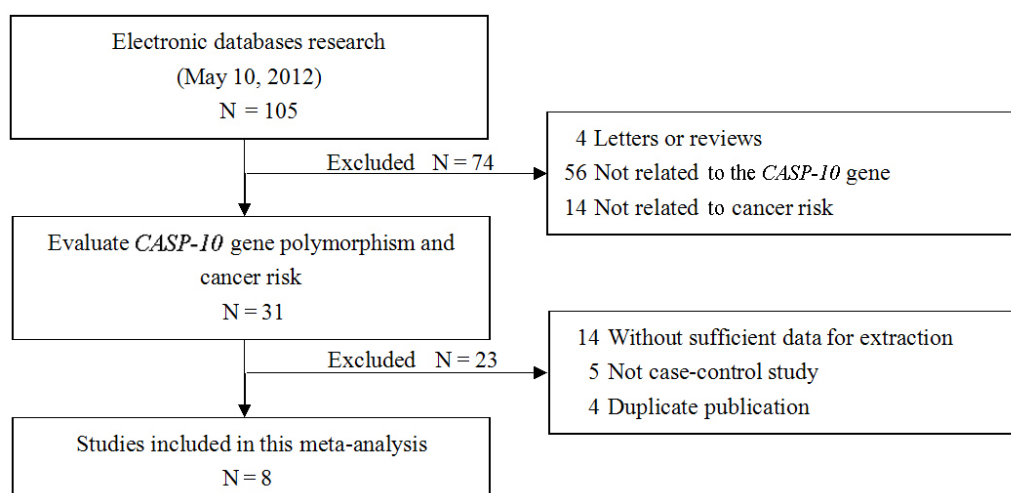 Electronic databases research
(May 10, 2012)
N = 105
Excluded N = 74
4 Letters or reviews
56 Not related to the CASP-10 gene
14 Not related to cancer risk
Evaluate CASP-10 gene polymorphism and
cancer risk
N = 31
Excluded N = 23
14 Without sufficient data for extraction
5 Not case-control study
4 Duplicate publication
Studies included in this meta-analysis
N = 8